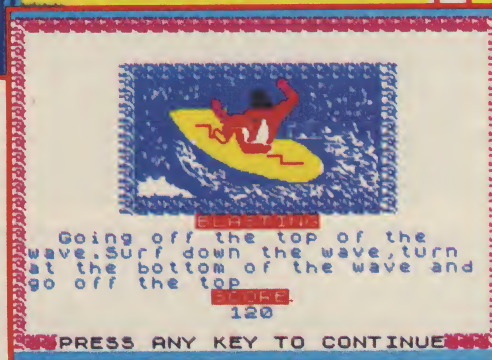 BLASTING
Going off the top of the
wave.Surf down the wave,turn
at the bottom of the wave and
go off the top
SCORE
120
PRESS ANY KEY TO CONTINUE